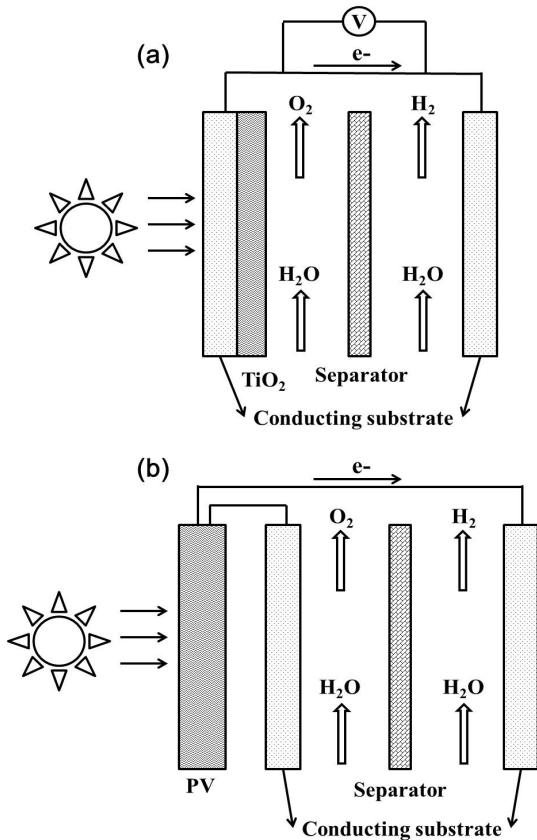 V
(a)
e-
O₂ H₂
H₂O H₂O
TiO₂ Separator
Conducting substrate
(b)
e-
O₂ H₂
H₂O H₂O
PV Separator
Conducting substrate